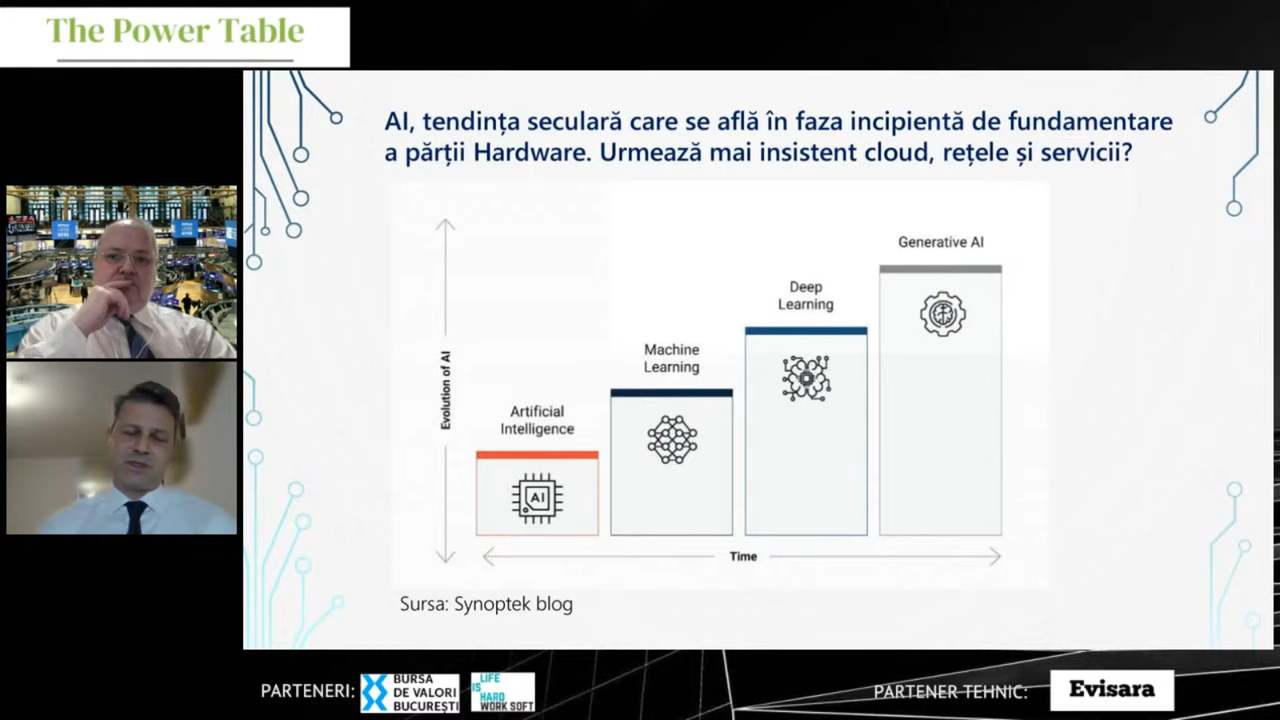 The Power Table
AI, tendința seculară care se află în faza incipientă de fundamentare
a părții Hardware. Urmează mai insistent cloud, rețele și servicii?
Generative AI
Deep
Learning
Machine
Learning
Artificial
Intelligence
AI
Evolution of AI
Time
Sursa: Synoptek blog
PARTENERI:
BURSA
DE VALORI
BUCUREȘTI
LIFE
IS
HARD
WORK SOFT
PARTENER TEHNIC:
Evisara